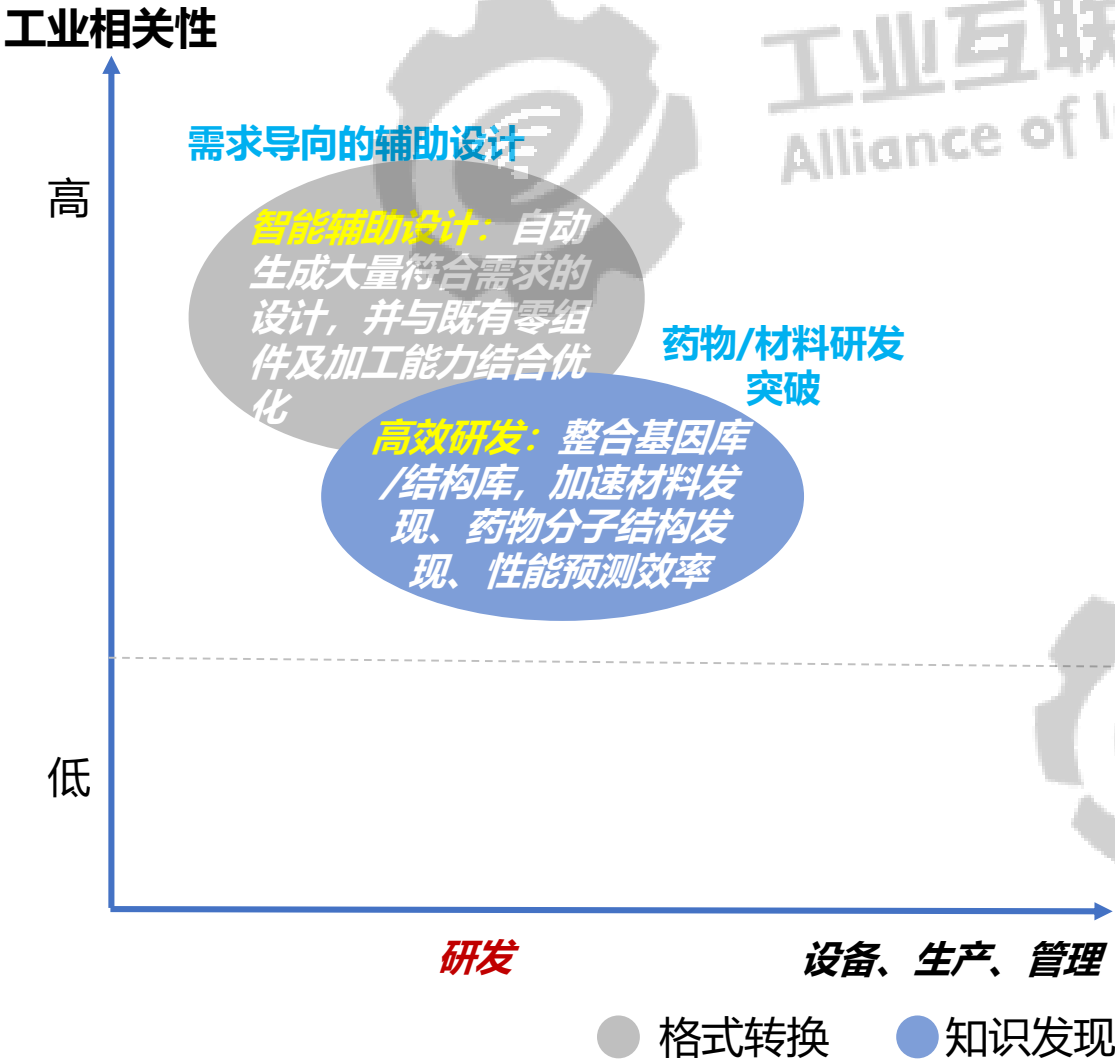 工业相关性
工业互联
Alliance of I
需求导向的辅助设计
高
智能辅助设计：自动
生成大量符合需求的
设计，并与既有零组
件及加工能力结合优
化
药物/材料研发
突破
高效研发：整合基因库
/结构库，加速材料发
现、药物分子结构发
现、性能预测效率
低
研发
设备、生产、管理
格式转换
知识发现